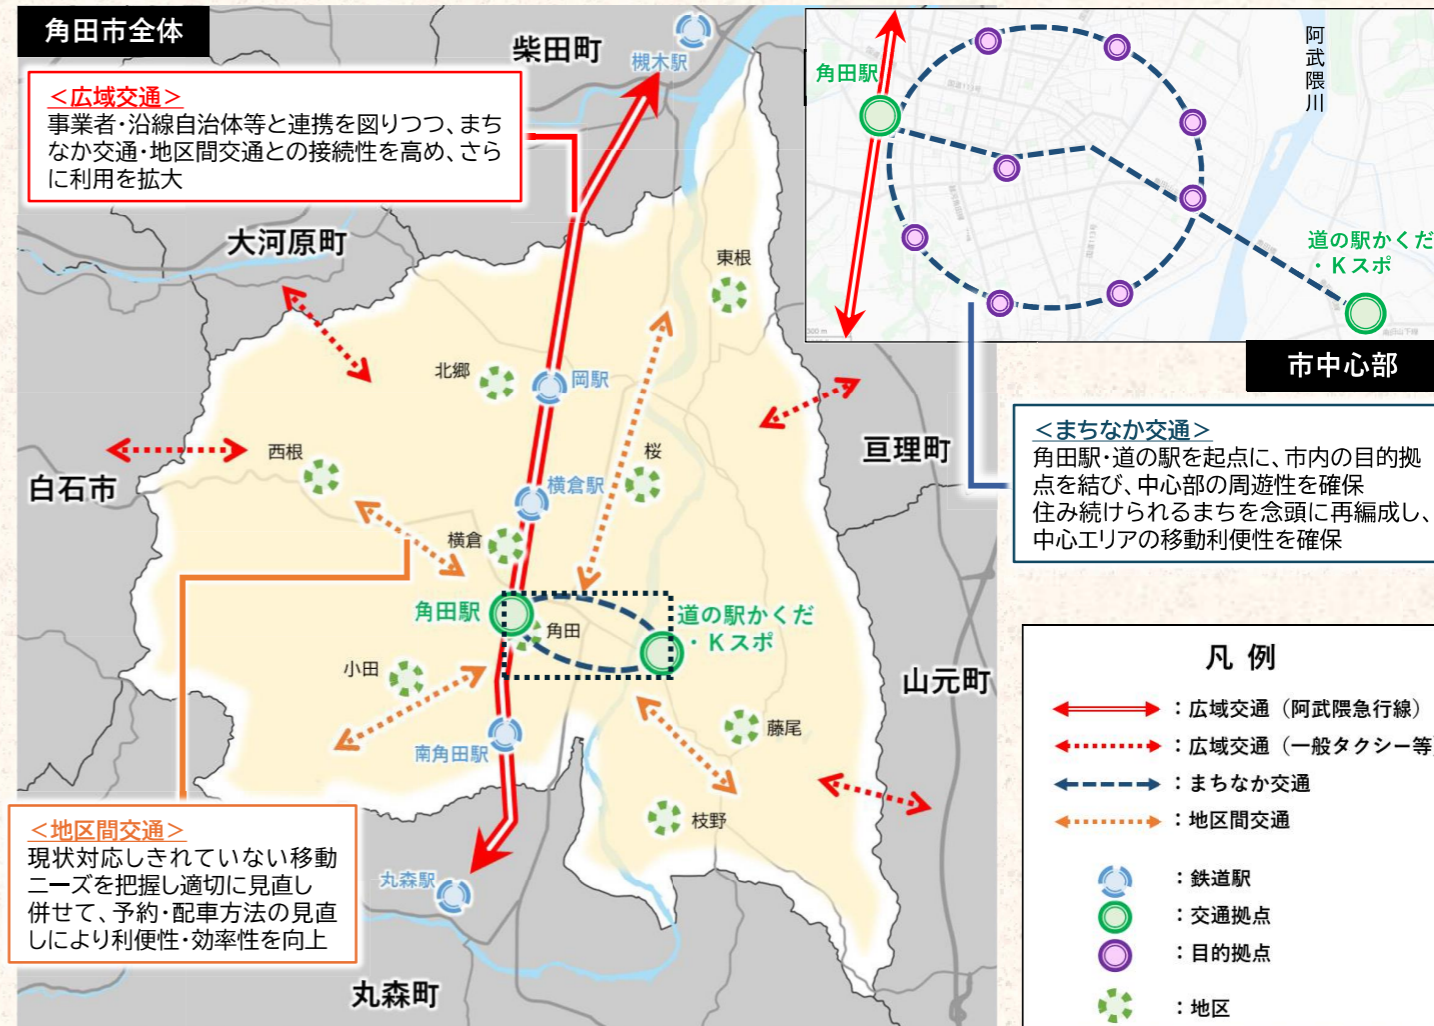 角田市全体
<広域交通>
事業者・沿線自治体等と連携を図りつつ、まち
なか交通・地区間交通との接続性を高め、さら
に利用を拡大
柴田町
槻木駅
大河原町
東根
北郷
岡駅
西根
桜
白石市
横倉駅
横倉
亘理町
角田駅
角田
道の駅かくだ
・Kスポ
小田
山元町
藤尾
南角田駅
枝野
丸森駅
丸森町
<地区間交通>
現状対応しきれていない移動
ニーズを把握し適切に見直し
併せて、予約・配車方法の見直
しにより利便性・効率性を向上
角田駅
阿武隈川
国道113号
国道113号
道の駅かくだ
・Kスポ
市中心部
<まちなか交通>
角田駅・道の駅を起点に、市内の目的拠
点を結び、中心部の周遊性を確保
住み続けられるまちを念頭に再編成し、
中心エリアの移動利便性を確保
凡 例
：広域交通（阿武隈急行線）
：広域交通（一般タクシー等）
：まちなか交通
：地区間交通
：鉄道駅
：交通拠点
：目的拠点
：地区